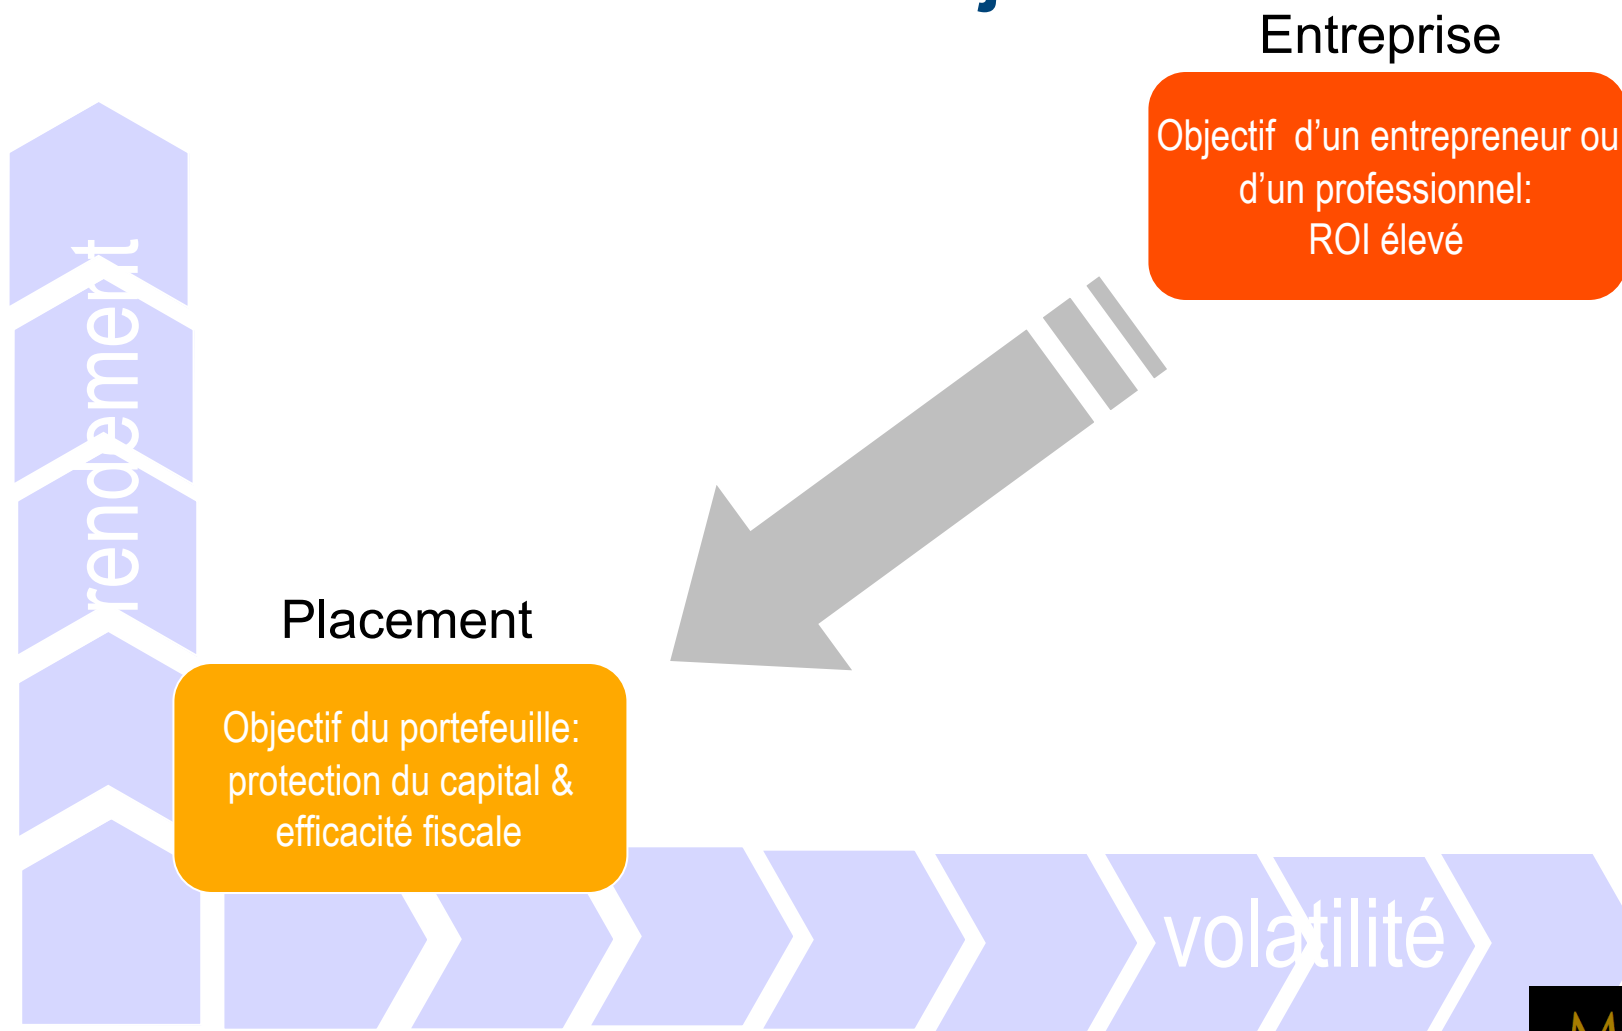 Entreprise
Objectif d’un entrepreneur ou
d’un professionnel:
ROI élevé
rendement
Placement
Objectif du portefeuille:
protection du capital &
efficacité fiscale
volatilité